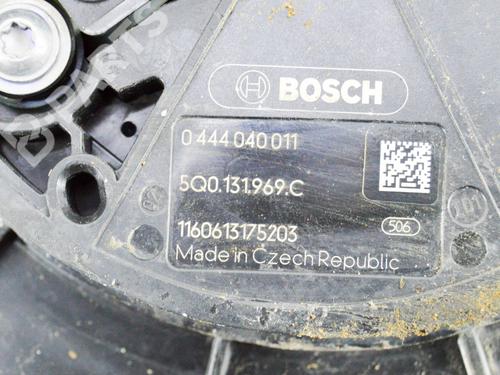 BOSCH
0 444 040 011
5Q0.131.969.C
1160613175203
506
Made in Czech Republic